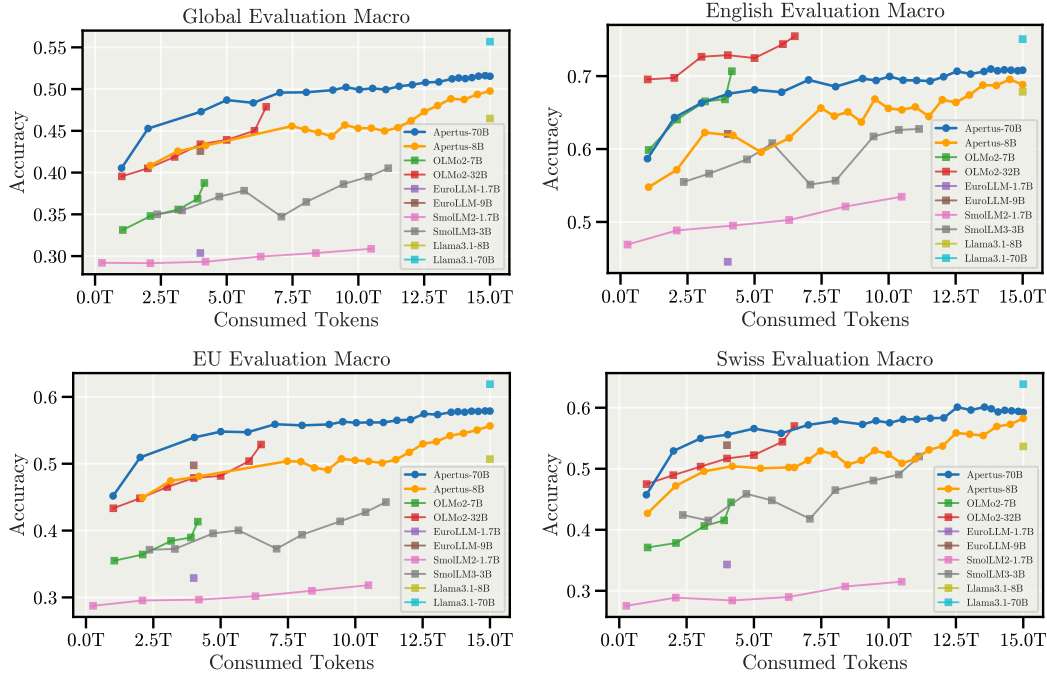 Global Evaluation Macro
0.55
0.50
0.45
0.40
0.35
0.30
Accuracy
Apertus-70B
Apertus-8B
OLMo2-7B
OLMo2-32B
EuroLLM-1.7B
EuroLLM-9B
SmolLM2-1.7B
SmolLM3-3B
Llama3.1-8B
Llama3.1-70B
0.0T 2.5T 5.0T 7.5T 10.0T 12.5T 15.0T
Consumed Tokens
English Evaluation Macro
0.7
0.6
0.5
Accuracy
Apertus-70B
Apertus-8B
OLMo2-7B
OLMo2-32B
EuroLLM-1.7B
EuroLLM-9B
SmolLM2-1.7B
SmolLM3-3B
Llama3.1-8B
Llama3.1-70B
0.0T 2.5T 5.0T 7.5T 10.0T 12.5T 15.0T
Consumed Tokens
EU Evaluation Macro
0.6
0.5
0.4
0.3
Accuracy
Apertus-70B
Apertus-8B
OLMo2-7B
OLMo2-32B
EuroLLM-1.7B
EuroLLM-9B
SmolLM2-1.7B
SmolLM3-3B
Llama3.1-8B
Llama3.1-70B
0.0T 2.5T 5.0T 7.5T 10.0T 12.5T 15.0T
Consumed Tokens
Swiss Evaluation Macro
0.6
0.5
0.4
0.3
Accuracy
Apertus-70B
Apertus-8B
OLMo2-7B
OLMo2-32B
EuroLLM-1.7B
EuroLLM-9B
SmolLM2-1.7B
SmolLM3-3B
Llama3.1-8B
Llama3.1-70B
0.0T 2.5T 5.0T 7.5T 10.0T 12.5T 15.0T
Consumed Tokens